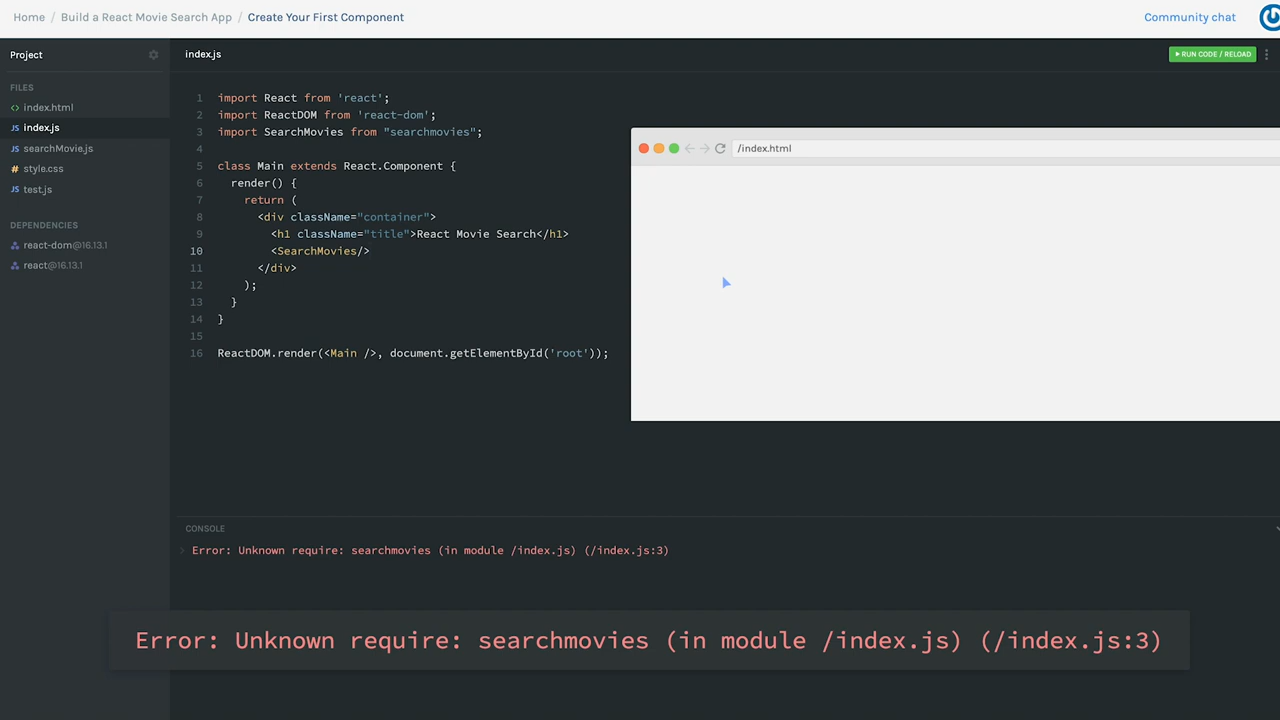 Home / Build a React Movie Search App / Create Your First Component
Community chat
Project
index.js
RUN CODE / RELOAD
FILES
index.html
JS index.js
JS searchMovie.js
# style.css
JS test.js
DEPENDENCIES
react-dom@16.13.1
react@16.13.1
1 import React from 'react';
2 import ReactDOM from 'react-dom';
3 import SearchMovies from "searchmovies";
4
5 class Main extends React.Component {
6 render() {
7 return (
8 <div className="container">
9 <h1 className="title">React Movie Search</h1>
10 <SearchMovies/>
11 </div>
12 );
13 }
14 }
15
16 ReactDOM.render(<Main />, document.getElementById('root'));
/index.html
CONSOLE
Error: Unknown require: searchmovies (in module /index.js) (/index.js:3)
Error: Unknown require: searchmovies (in module /index.js) (/index.js:3)